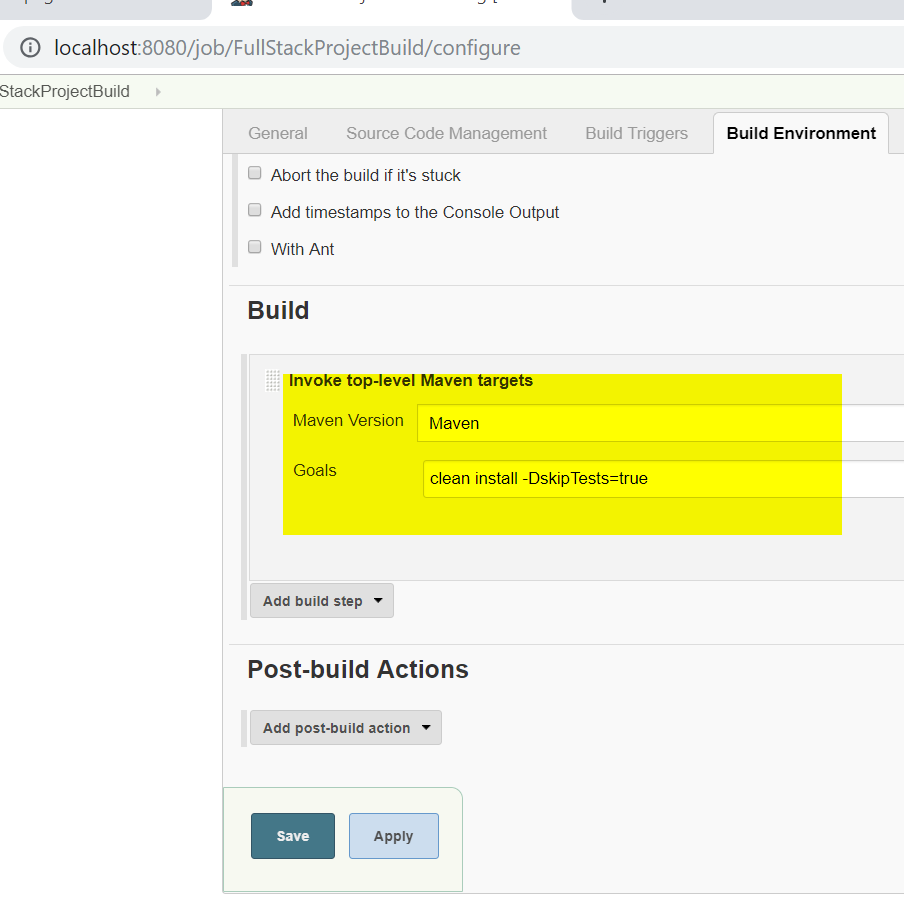 localhost:8080/job/FullStackProjectBuild/configure
StackProjectBuild
General Source Code Management Build Triggers Build Environment
Abort the build if it's stuck
Add timestamps to the Console Output
With Ant
Build
Invoke top-level Maven targets
Maven Version Maven
Goals clean install -DskipTests=true
Add build step
Post-build Actions
Add post-build action
Save Apply